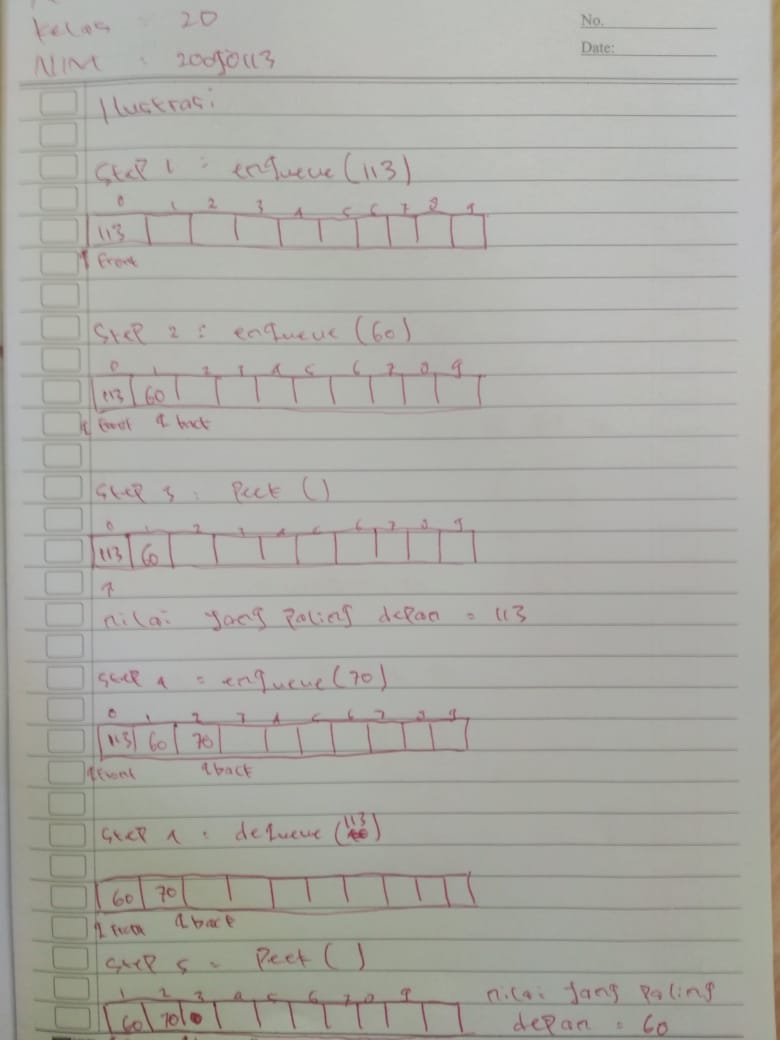 Kelas : 20
NIM : 20050113
No.
Date:
Ilustrasi
Step 1 : enqueue (113)
0 1 2 3 4 5 6 7 8 9
113
Front
Step 2 : enqueue (60)
0 1 2 3 4 5 6 7 8 9
113 60
Front back
Step 3 : Peek ()
0 1 2 3 4 5 6 7 8 9
113 60
nilai yang paling depan = 113
Step 4 : enqueue (70)
0 1 2 3 4 5 6 7 8 9
113 60 70
Front back
Step 4 : dequeue (113)
60 70
Front back
Step 5 : Peek ()
1 2 3 4 5 6 7 8 9
60 70
nilai yang paling
depan = 60